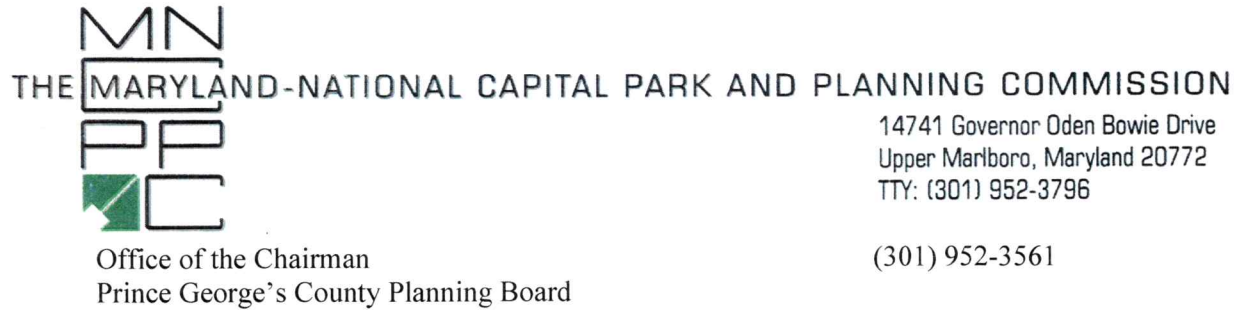 MN
THE MARYLAND-NATIONAL CAPITAL PARK AND PLANNING COMMISSION
PP
C
14741 Governor Oden Bowie Drive
Upper Marlboro, Maryland 20772
TTY: (301) 952-3796
Office of the Chairman
Prince George's County Planning Board
(301) 952-3561